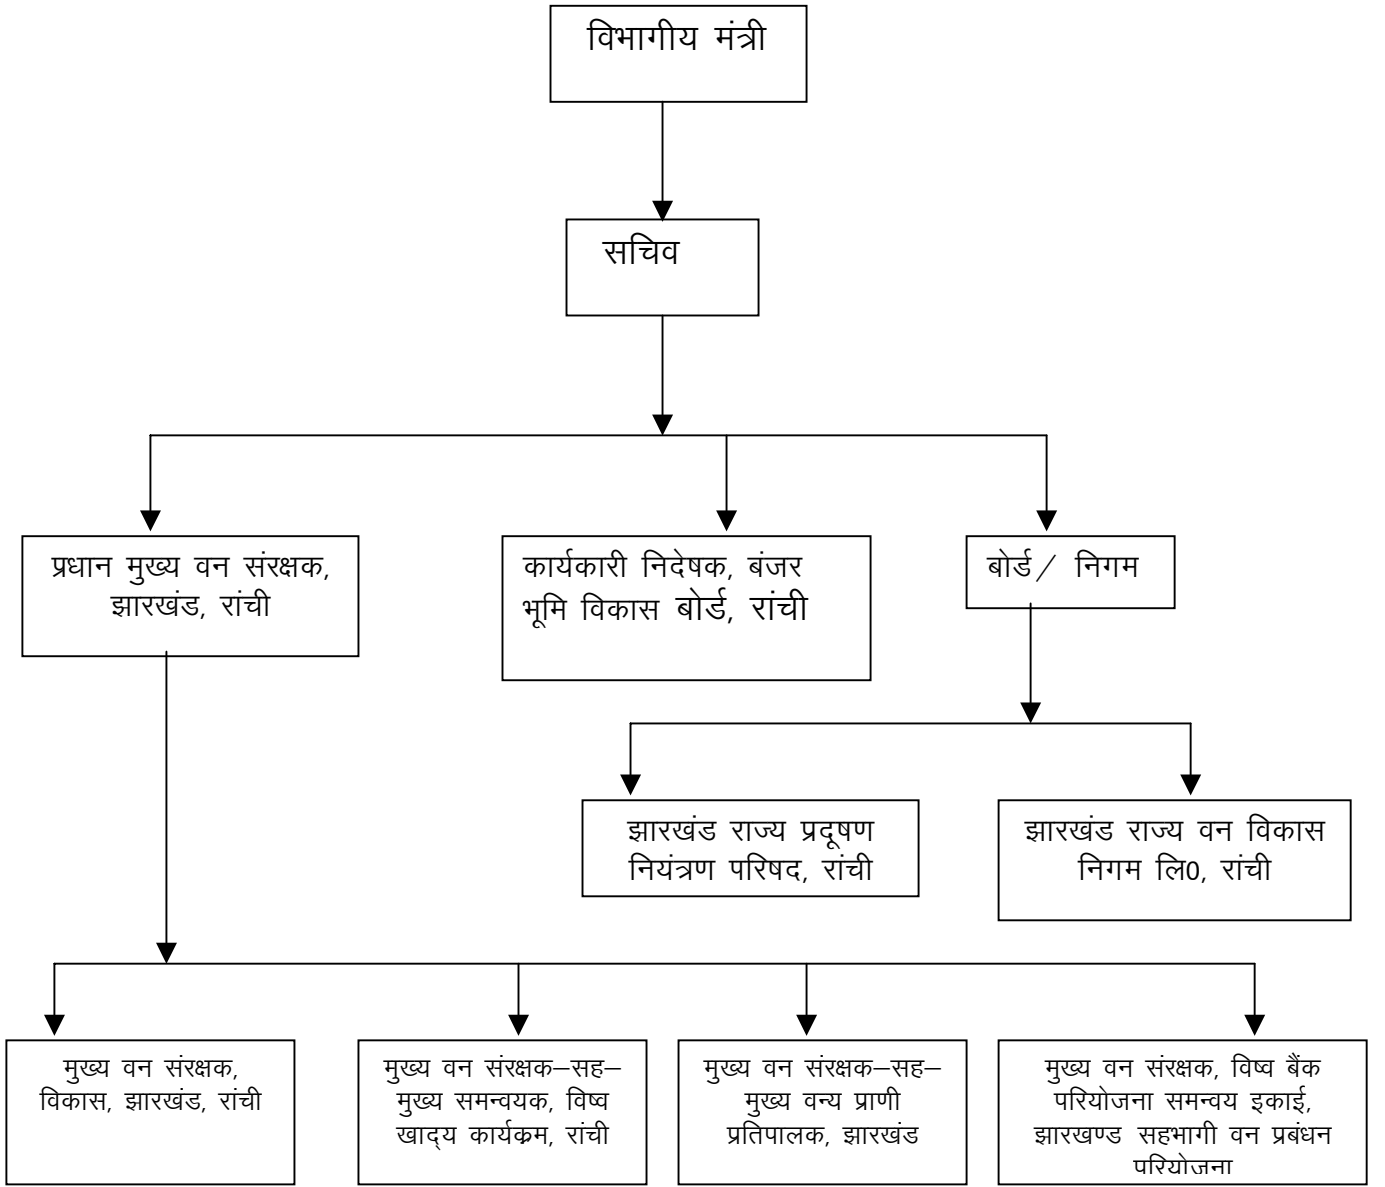 विभागीय मंत्री
सचिव
प्रधान मुख्य वन संरक्षक,
झारखंड, रांची
कार्यकारी निदेषक, बंजर
भूमि विकास बोर्ड, रांची
बोर्ड/ निगम
झारखंड राज्य प्रदूषण
नियंत्रण परिषद, रांची
झारखंड राज्य वन विकास
निगम लि0, रांची
मुख्य वन संरक्षक,
विकास, झारखंड, रांची
मुख्य वन संरक्षक–सह–
मुख्य समन्वयक, विष्व
खाद्य कार्यक्रम, रांची
मुख्य वन संरक्षक–सह–
मुख्य वन्य प्राणी
प्रतिपालक, झारखंड
मुख्य वन संरक्षक, विष्व बैंक
परियोजना समन्वय इकाई,
झारखण्ड सहभागी वन प्रबंधन
परियोजना